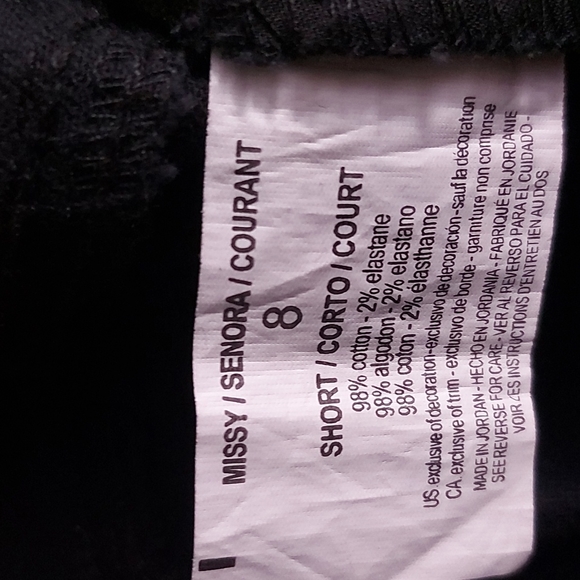 MISSY / SENORA / COURANT
8
SHORT / CORTO / COURT
98% cotton - 2% elastane
98% algodon - 2% elastano
98% coton - 2% élasthanne
US.exclusive of decoration-exclusivo de decoración-sauf la décoration
CA.exclusive of trim - exclusivo de borde - garniture non comprise
MADE IN JORDAN - HECHO EN JORDANIA - FABRIQUÉ EN JORDANIE
SEE REVERSE FOR CARE - VER AL REVERSO PARA EL CUIDADO -
VOIR LES INSTRUCTIONS D'ENTRETIEN AU DOS